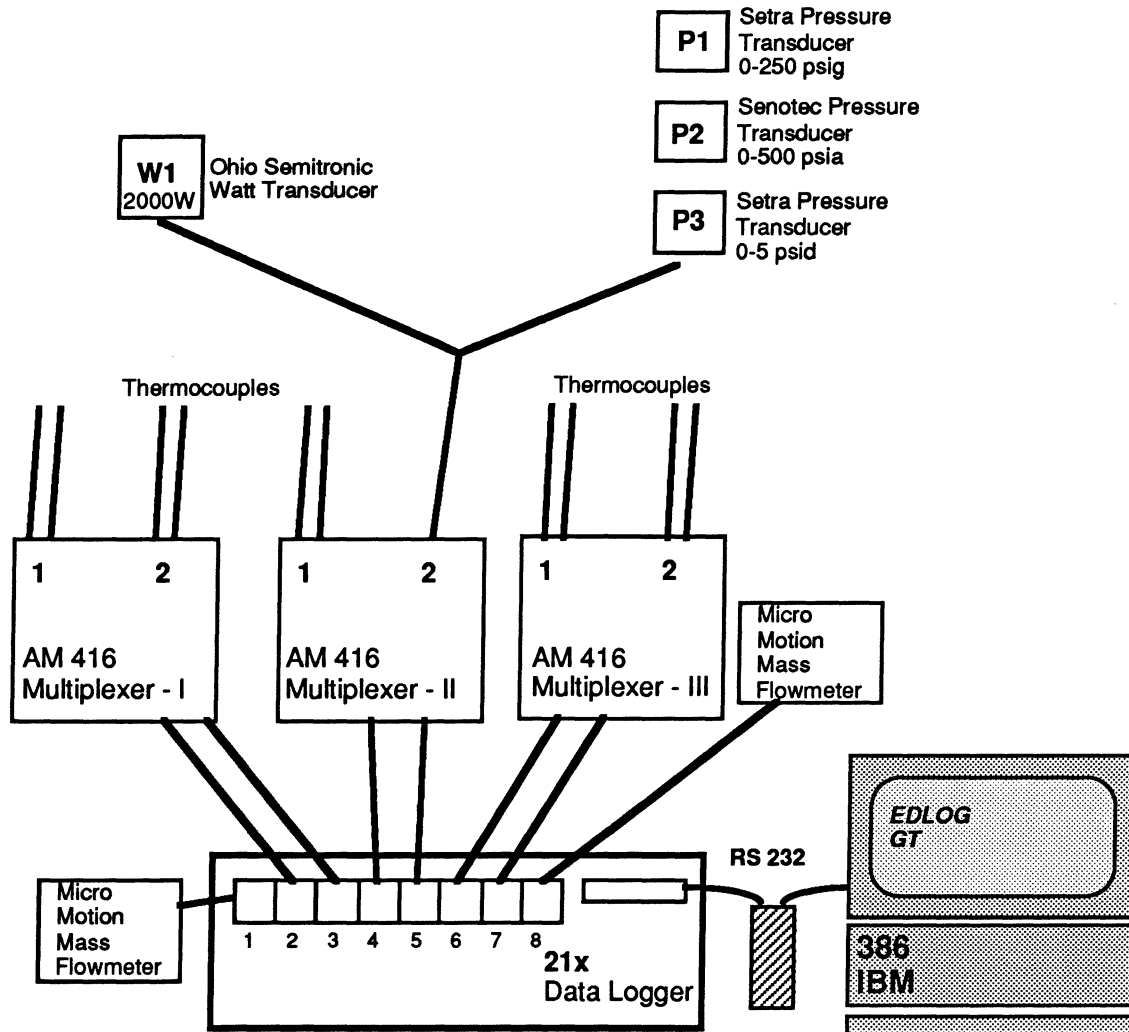 P1
Setra Pressure
Transducer
0-250 psig
P2
Senotec Pressure
Transducer
0-500 psia
W1
2000W
Ohio Semitronic
Watt Transducer
P3
Setra Pressure
Transducer
0-5 psid
Thermocouples
Thermocouples
1
2
AM 416
Multiplexer - I
1
2
AM 416
Multiplexer - II
1
2
AM 416
Multiplexer - III
Micro
Motion
Mass
Flowmeter
EDLOG
GT
RS 232
Micro
Motion
Mass
Flowmeter
1 2 3 4 5 6 7 8
21x
Data Logger
386
IBM